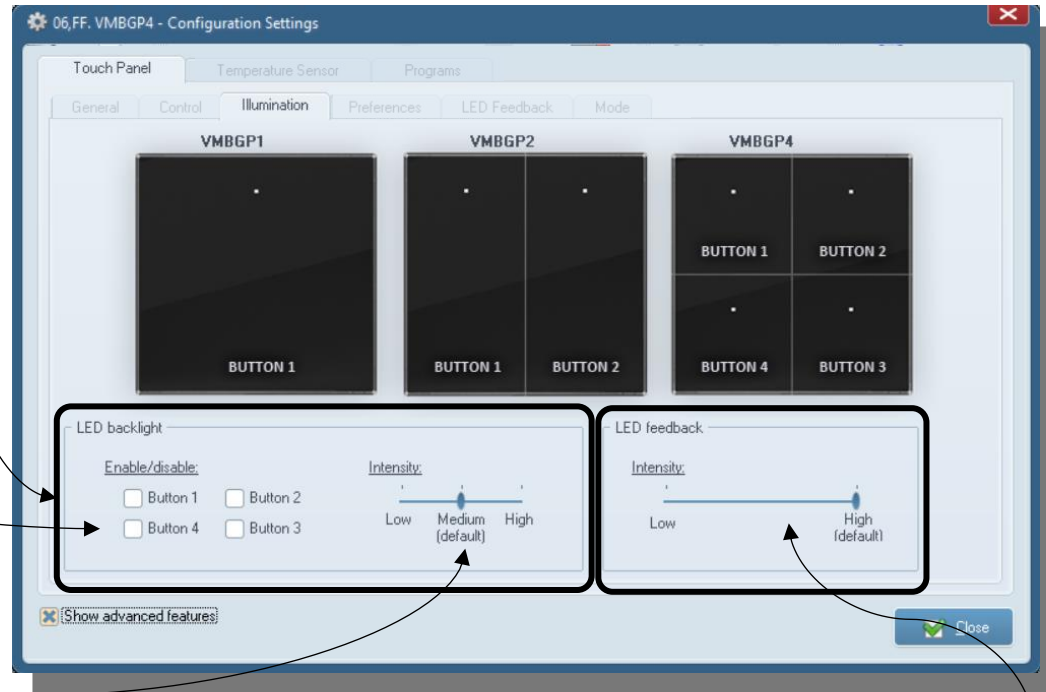 06,FF. VMBGP4 - Configuration Settings
Touch Panel Temperature Sensor Programs
General Control Illumination Preferences LED Feedback Mode
VMBGP1 VMBGP2 VMBGP4
BUTTON 1 BUTTON 2
BUTTON 1 BUTTON 1 BUTTON 2 BUTTON 4 BUTTON 3
LED backlight LED feedback
Enable/disable: Intensity: Intensity:
Button 1 Button 2
Button 4 Button 3
Low Medium High Low High
(default) (default)
Show advanced features
Close